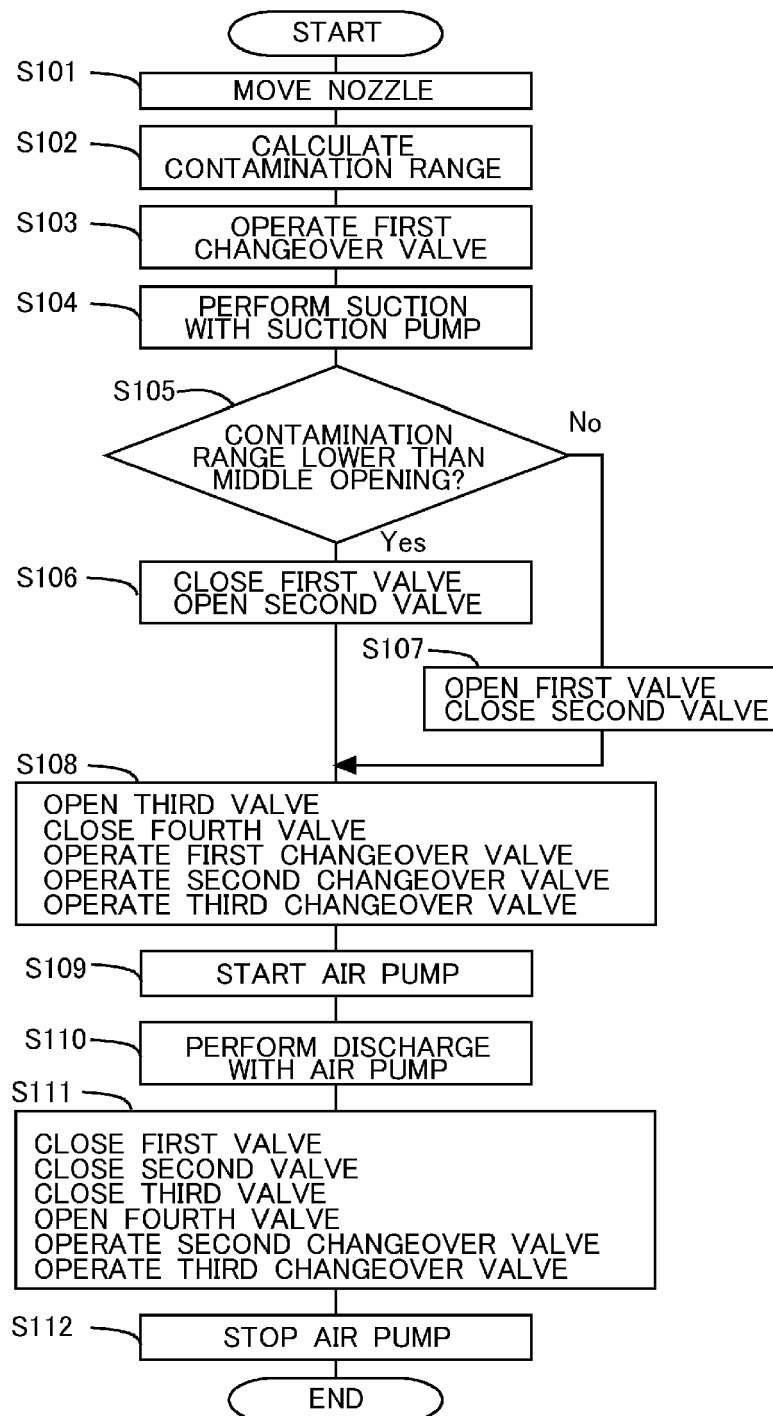 START
S101
MOVE NOZZLE
S102
CALCULATE
CONTAMINATION RANGE
S103
OPERATE FIRST
CHANGEOVER VALVE
S104
PERFORM SUCTION
WITH SUCTION PUMP
S105
CONTAMINATION
RANGE LOWER THAN
MIDDLE OPENING?
No
Yes
S106
CLOSE FIRST VALVE
OPEN SECOND VALVE
S107
OPEN FIRST VALVE
CLOSE SECOND VALVE
S108
OPEN THIRD VALVE
CLOSE FOURTH VALVE
OPERATE FIRST CHANGEOVER VALVE
OPERATE SECOND CHANGEOVER VALVE
OPERATE THIRD CHANGEOVER VALVE
S109
START AIR PUMP
S110
PERFORM DISCHARGE
WITH AIR PUMP
S111
CLOSE FIRST VALVE
CLOSE SECOND VALVE
CLOSE THIRD VALVE
OPEN FOURTH VALVE
OPERATE SECOND CHANGEOVER VALVE
OPERATE THIRD CHANGEOVER VALVE
S112
STOP AIR PUMP
END